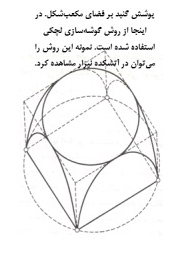 پوشش گنبد بر فضای مکعب‌شکل. در
اینجا از روش گوشه‌سازی لچکی
استفاده شده است. نمونه این روش را
می‌توان در آتشکده نیزار مشاهده کرد.